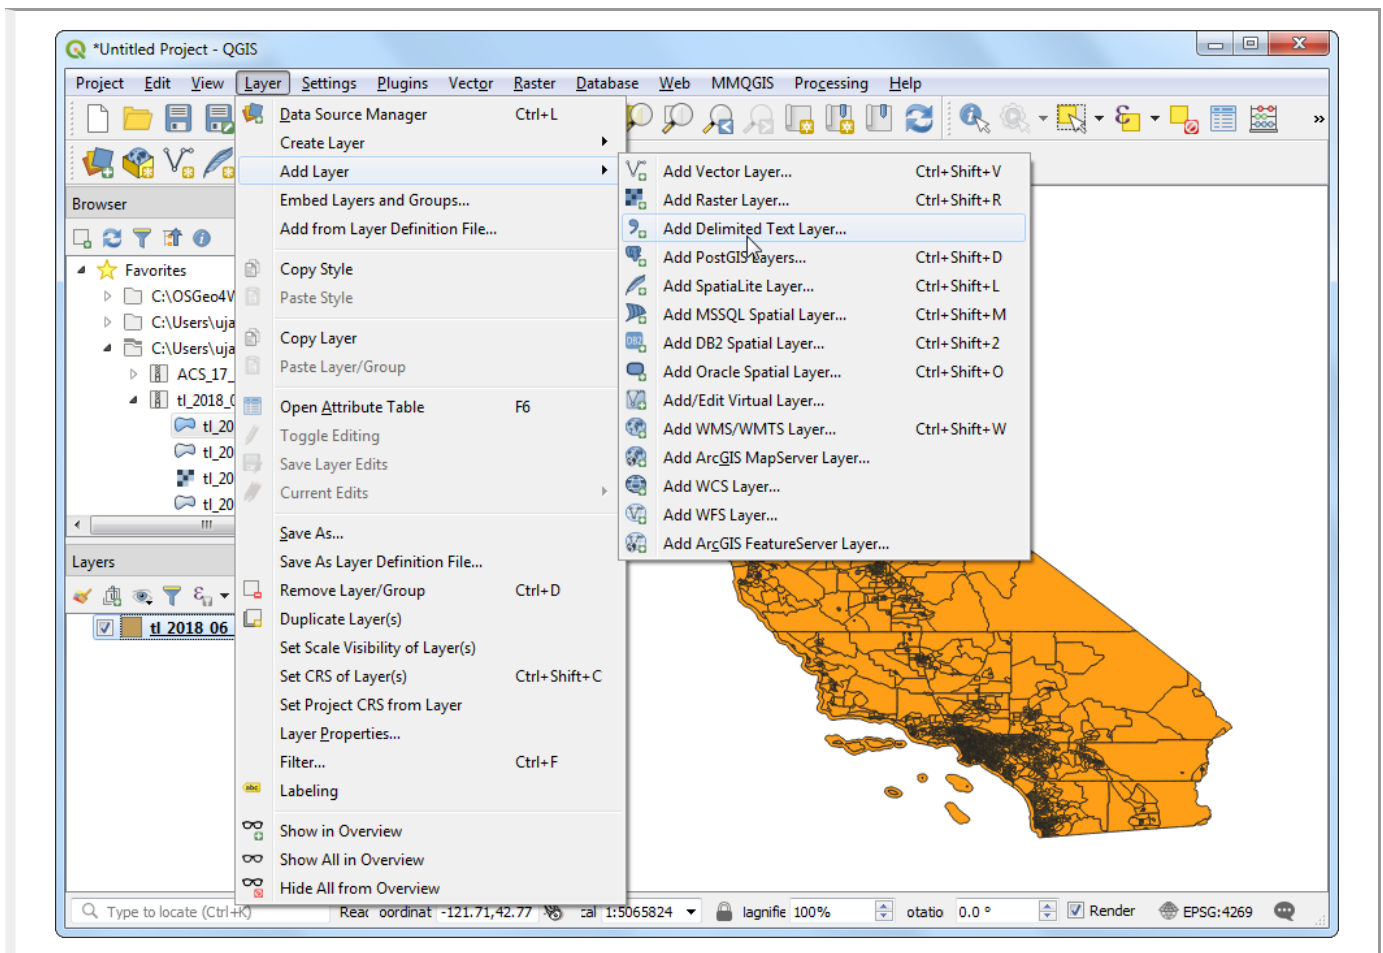 *Untitled Project - QGIS
Project Edit View Layer Settings Plugins Vector Raster Database Web MMQGIS Processing Help
Data Source Manager Ctrl+L
Create Layer
Add Layer
Embed Layers and Groups...
Add from Layer Definition File...
Copy Style
Paste Style
Copy Layer
Paste Layer/Group
Open Attribute Table F6
Toggle Editing
Save Layer Edits
Current Edits
Save As...
Save As Layer Definition File...
Remove Layer/Group Ctrl+D
Duplicate Layer(s)
Set Scale Visibility of Layer(s)
Set CRS of Layer(s) Ctrl+Shift+C
Set Project CRS from Layer
Layer Properties...
Filter... Ctrl+F
Labeling
Show in Overview
Show All in Overview
Hide All from Overview
Add Vector Layer... Ctrl+Shift+V
Add Raster Layer... Ctrl+Shift+R
Add Delimited Text Layer...
Add PostGIS Layers... Ctrl+Shift+D
Add SpatiaLite Layer... Ctrl+Shift+L
Add MSSQL Spatial Layer... Ctrl+Shift+M
DB2 Add DB2 Spatial Layer... Ctrl+Shift+2
Add Oracle Spatial Layer... Ctrl+Shift+O
Add/Edit Virtual Layer...
Add WMS/WMTS Layer... Ctrl+Shift+W
Add ArcGIS MapServer Layer...
Add WCS Layer...
Add WFS Layer...
Add ArcGIS FeatureServer Layer...
Browser
Favorites
C:\OSGeo4W
C:\Users\uja
C:\Users\uja
ACS_17_
tl_2018_0
tl_20
tl_20
tl_20
tl_20
Layers
tl_2018_06_
abc
Type to locate (Ctrl+K) Reac oordinat -121.71,42.77 :al 1:5065824 lagnifie 100% otatio 0.0 ° Render EPSG:4269